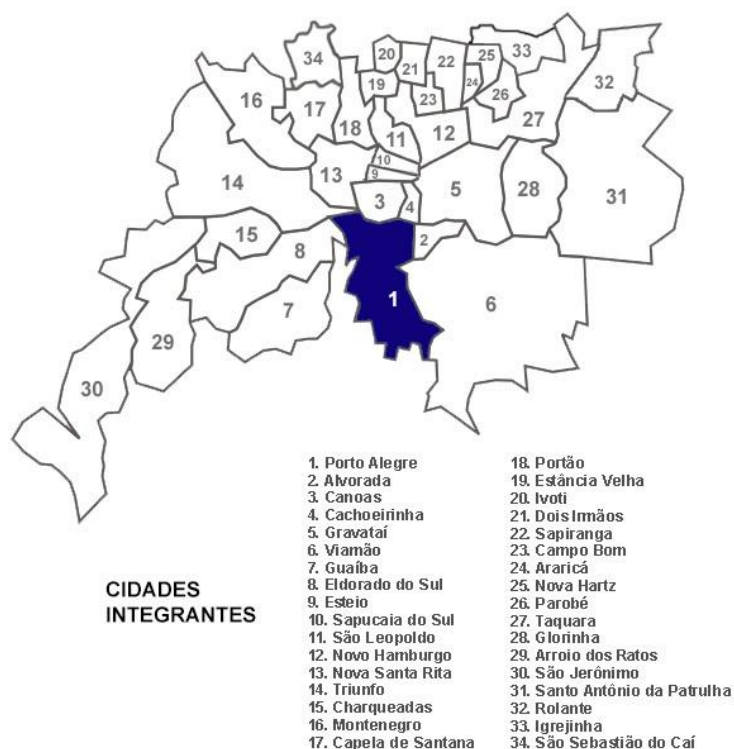 34
20
21
22
25
33
32
16
17
19
24
26
23
18
11
12
27
10
9
13
14
3
4
5
28
31
15
8
2
1
6
7
29
30
CIDADES
INTEGRANTES
1. Porto Alegre
2. Alvorada
3. Canoas
4. Cachoeirinha
5. Gravataí
6. Viamão
7. Guaíba
8. Eldorado do Sul
9. Esteio
10. Sapucaia do Sul
11. São Leopoldo
12. Novo Hamburgo
13. Nova Santa Rita
14. Triunfo
15. Charqueadas
16. Montenegro
17. Capela de Santana
18. Portão
19. Estância Velha
20. Ivoti
21. Dois Irmãos
22. Sapiranga
23. Campo Bom
24. Araricá
25. Nova Hartz
26. Parobé
27. Taquara
28. Glorinha
29. Arroio dos Ratos
30. São Jerônimo
31. Santo Antônio da Patrulha
32. Rolante
33. Igrejinha
34. São Sebastião do Caí